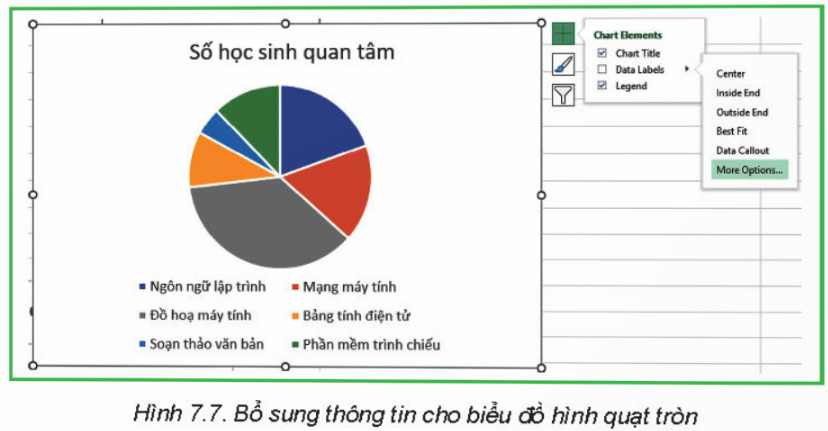 Số học sinh quan tâm
Ngôn ngữ lập trình
Mạng máy tính
Đồ hoạ máy tính
Bảng tính điện tử
Soạn thảo văn bản
Phần mềm trình chiếu
Chart Elements
Chart Title
Data Labels
Legend
Center
Inside End
Outside End
Best Fit
Data Callout
More Options...
Hình 7.7. Bổ sung thông tin cho biểu đồ hình quạt tròn